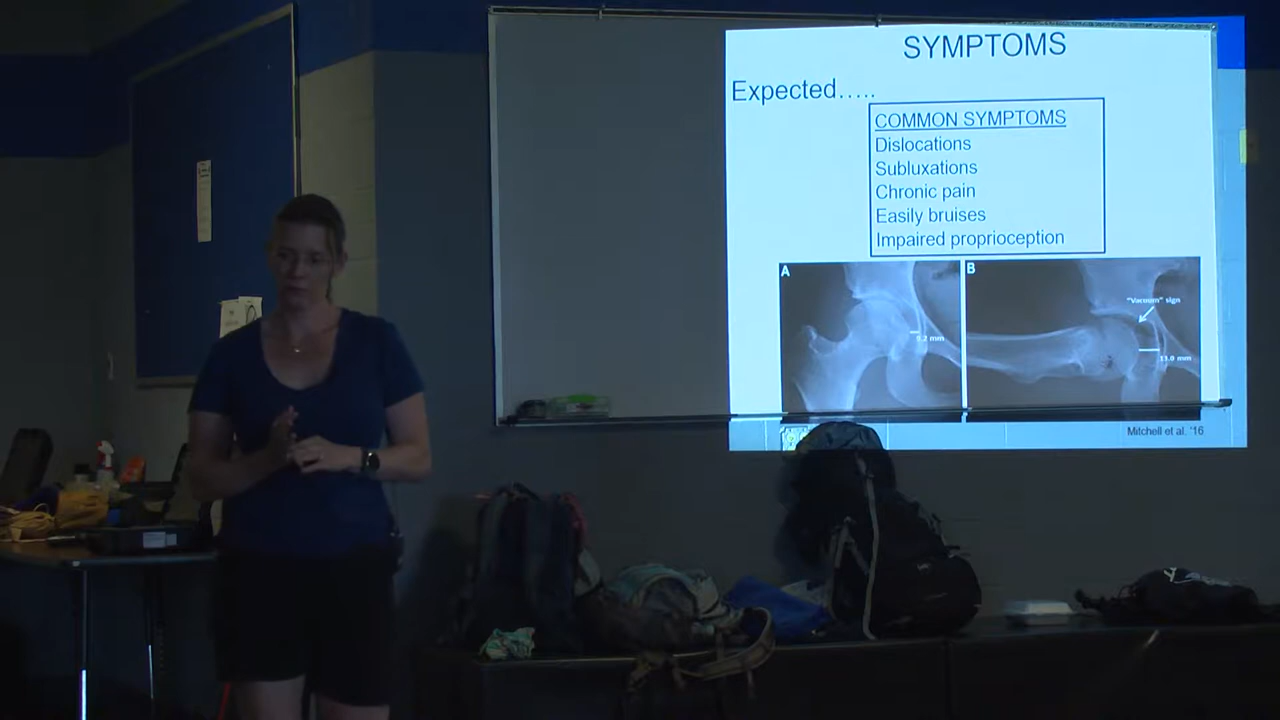 SYMPTOMS
Expected.....
COMMON SYMPTOMS
Dislocations
Subluxations
Chronic pain
Easily bruises
Impaired proprioception
A
B
"Vacuum" sign
13.0 mm
Mitchell et al. '16